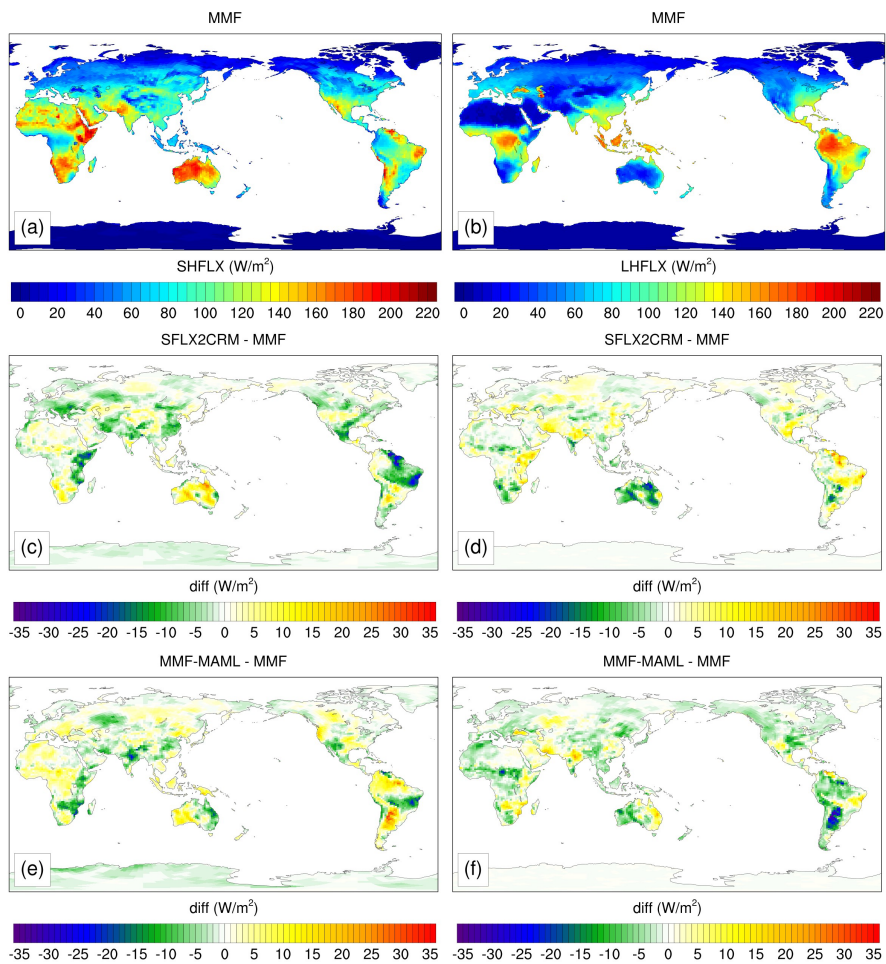 MMF MMF
(a) (b)
SHFLX (W/m²) LHFLX (W/m²)
0 20 40 60 80 100 120 140 160 180 200 220 0 20 40 60 80 100 120 140 160 180 200 220
SFLX2CRM - MMF SFLX2CRM - MMF
(c) (d)
diff (W/m²) diff (W/m²)
-35 -30 -25 -20 -15 -10 -5 0 5 10 15 20 25 30 35 -35 -30 -25 -20 -15 -10 -5 0 5 10 15 20 25 30 35
MMF-MAML - MMF MMF-MAML - MMF
(e) (f)
diff (W/m²) diff (W/m²)
-35 -30 -25 -20 -15 -10 -5 0 5 10 15 20 25 30 35 -35 -30 -25 -20 -15 -10 -5 0 5 10 15 20 25 30 35